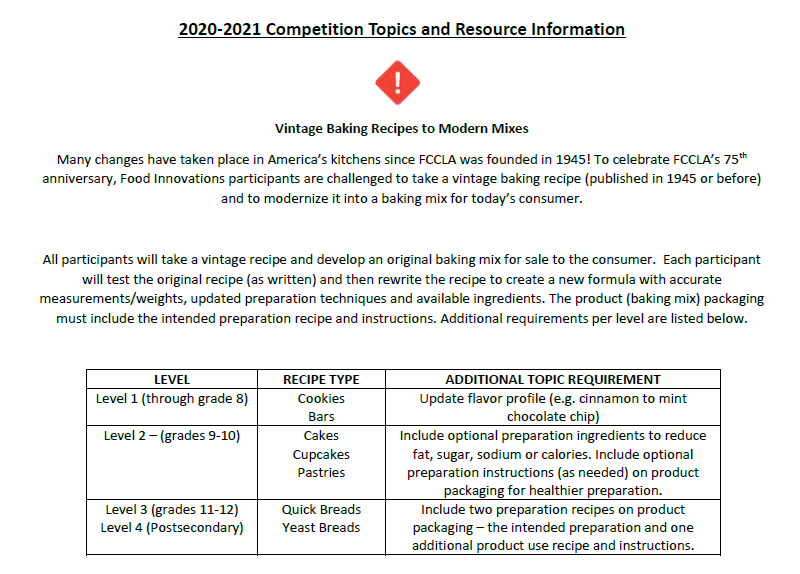 2020-2021 Competition Topics and Resource Information
!
Vintage Baking Recipes to Modern Mixes
Many changes have taken place in America's kitchens since FCCLA was founded in 1945! To celebrate FCCLA's 75th
anniversary, Food Innovations participants are challenged to take a vintage baking recipe (published in 1945 or before)
and to modernize it into a baking mix for today's consumer.
All participants will take a vintage recipe and develop an original baking mix for sale to the consumer.  Each participant
will test the original recipe (as written) and then rewrite the recipe to create a new formula with accurate
measurements/weights, updated preparation techniques and available ingredients. The product (baking mix) packaging
must include the intended preparation recipe and instructions. Additional requirements per level are listed below.
LEVEL RECIPE TYPE ADDITIONAL TOPIC REQUIREMENT
Level 1 (through grade 8) Cookies Update flavor profile (e.g. cinnamon to mint
Bars chocolate chip)
Level 2 – (grades 9-10) Cakes Include optional preparation ingredients to reduce
Cupcakes fat, sugar, sodium or calories. Include optional
Pastries preparation instructions (as needed) on product
packaging for healthier preparation.
Level 3 (grades 11-12) Quick Breads Include two preparation recipes on product
Level 4 (Postsecondary) Yeast Breads packaging – the intended preparation and one
additional product use recipe and instructions.